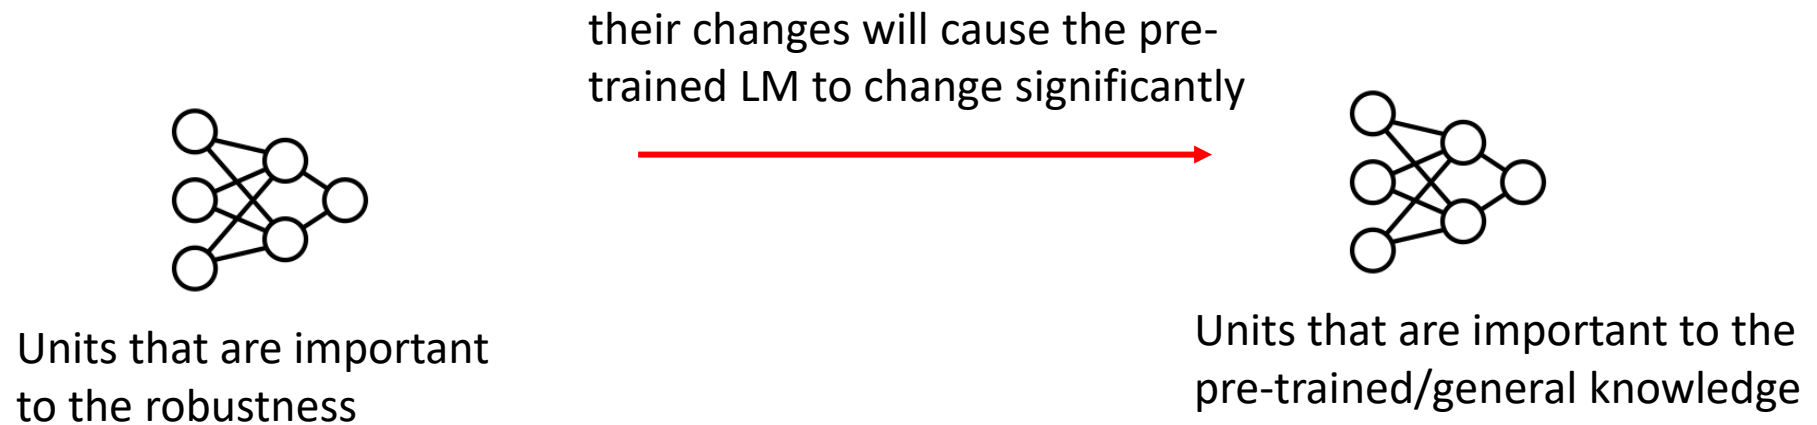 their changes will cause the pre-
trained LM to change significantly
Units that are important
to the robustness
Units that are important to the
pre-trained/general knowledge